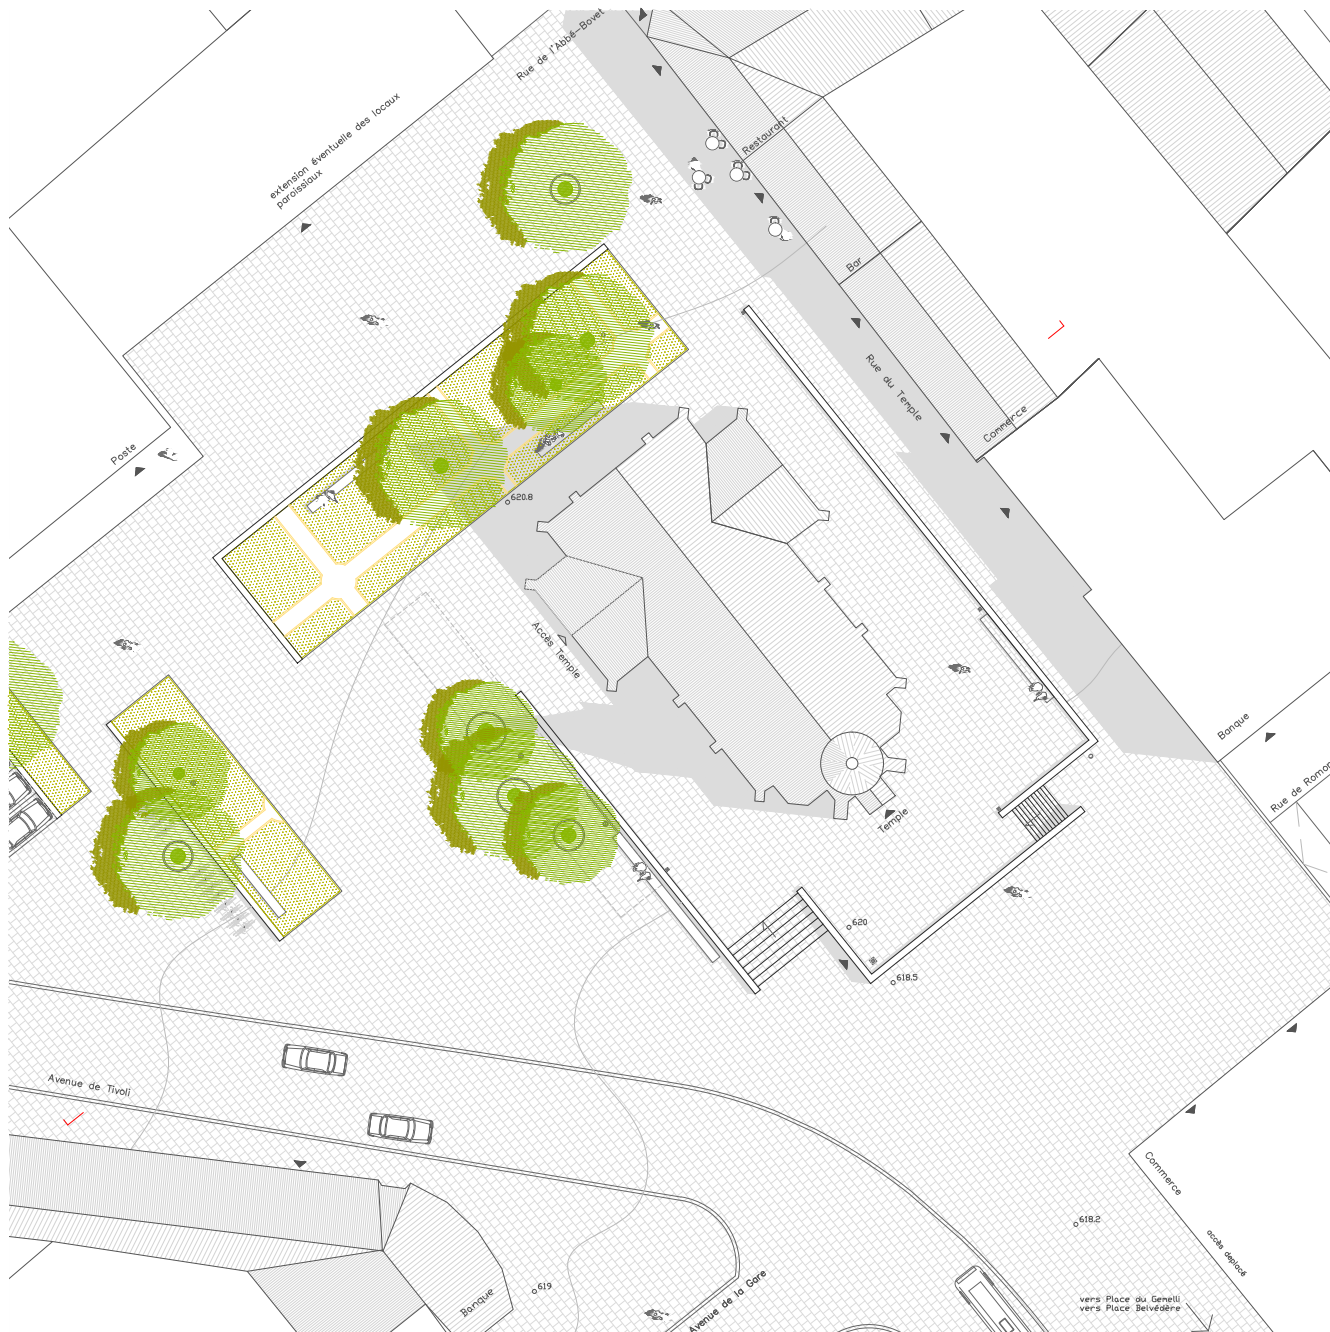 Rue de l'Abbé-Bovet
extension éventuelle des locaux
paroissiaux
Restaurant
Bar
Rue du Temple
Commerce
Poste
620.8
Accès Temple
Banque
Rue de Romon
Temple
620
618.5
Avenue de Tivoli
Commerce
618.2
accès deplacé
619
Banque
Avenue de la Gare
vers Place du Gemelli
vers Place Belvédère